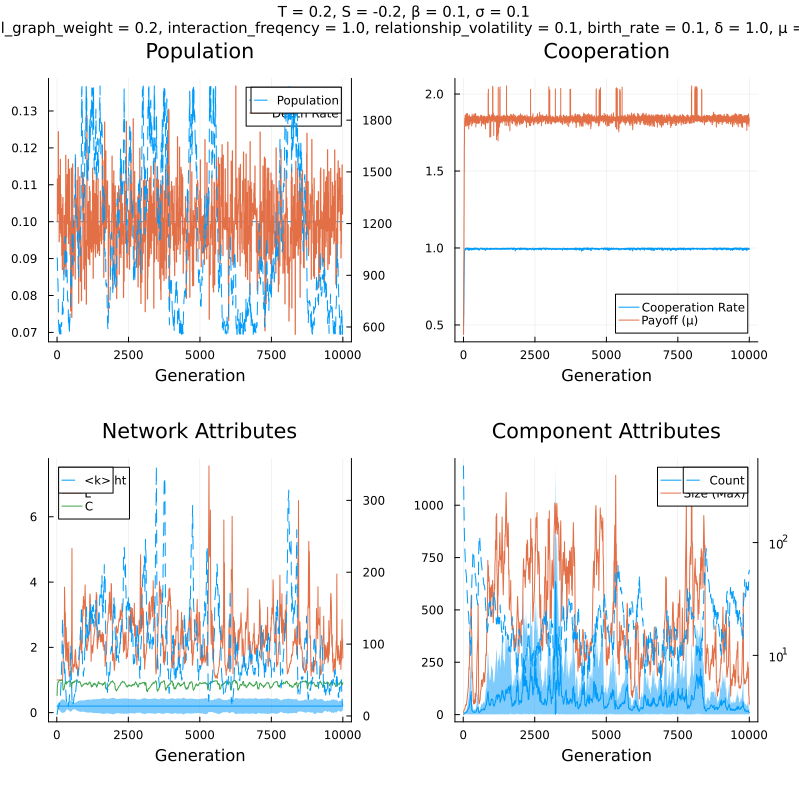 T = 0.2, S = -0.2, β = 0.1, σ = 0.1
l_graph_weight = 0.2, interaction_freqency = 1.0, relationship_volatility = 0.1, birth_rate = 0.1, δ = 1.0, μ =
Population Cooperation
0.13
0.12
0.11
0.10
0.09
0.08
0.07
1800
1500
1200
900
600
Population
Rate
0 2500 5000 7500 10000
Generation
2.0
1.5
1.0
0.5
Cooperation Rate
Payoff (μ)
0 2500 5000 7500 10000
Generation
Network Attributes Component Attributes
6
4
2
0
300
200
100
0
<k> ht
C
0 2500 5000 7500 10000
Generation
1000
750
500
250
0
10²
10¹
Count
Size (Max)
0 2500 5000 7500 10000
Generation